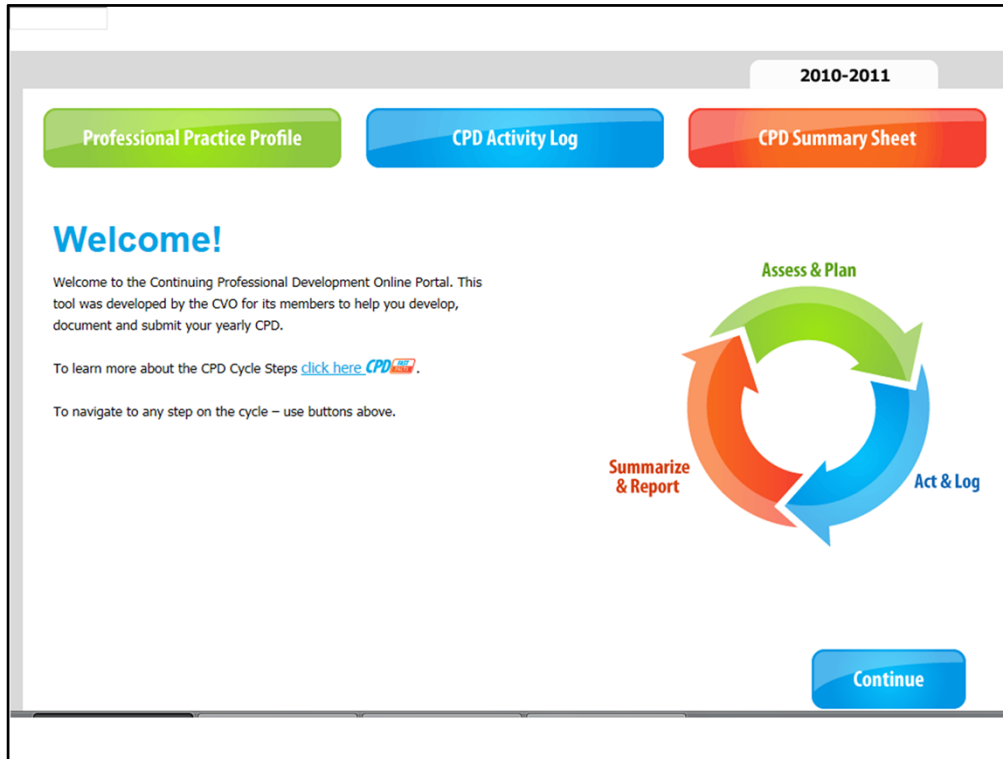 2010-2011
Professional Practice Profile
CPD Activity Log
CPD Summary Sheet
Welcome!
Welcome to the Continuing Professional Development Online Portal. This
tool was developed by the CVO for its members to help you develop,
document and submit your yearly CPD.
To learn more about the CPD Cycle Steps click here CPD FAST FACTS .
To navigate to any step on the cycle – use buttons above.
Assess & Plan
Summarize
& Report
Act & Log
Continue